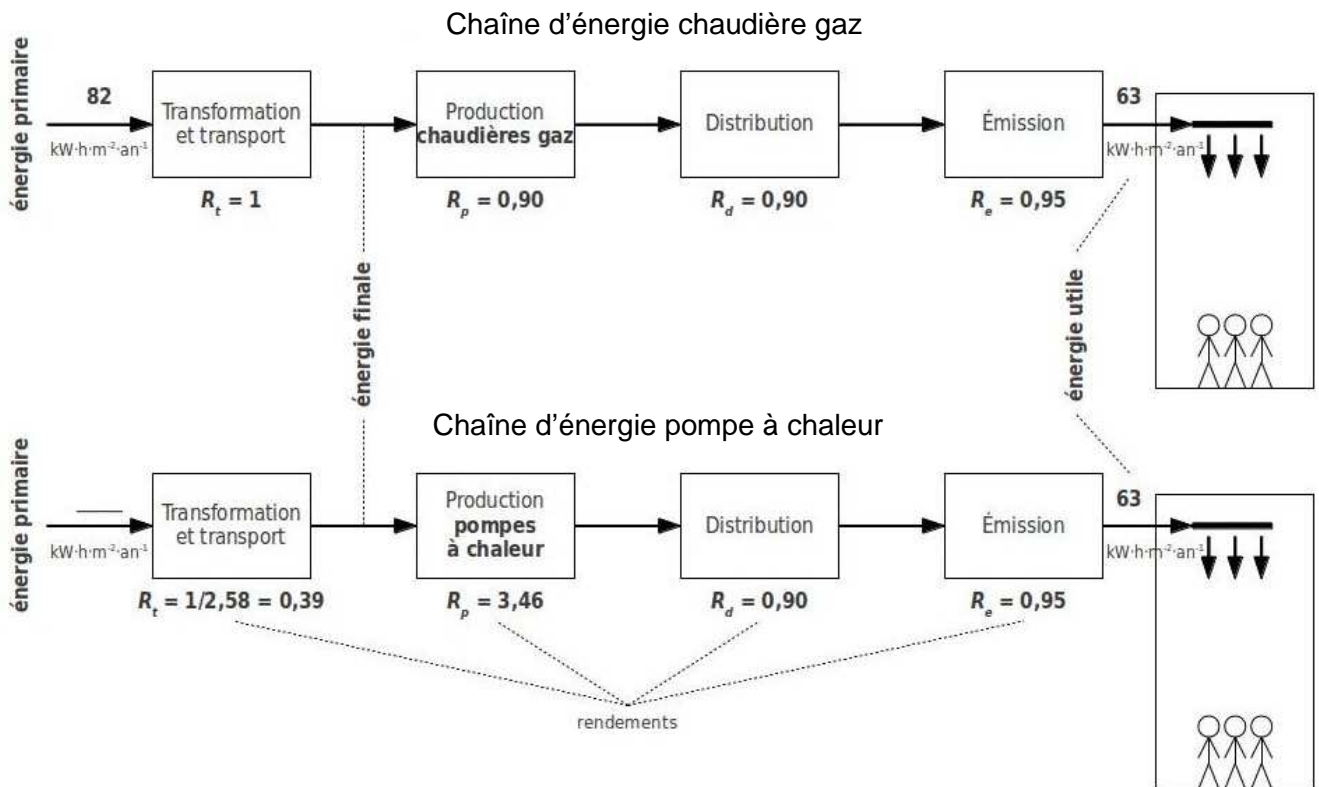 Chaîne d'énergie chaudière gaz
énergie primaire
82
kW·h·m⁻²·an⁻¹
Transformation
et transport
R_t = 1
Production
chaudières gaz
R_p = 0,90
Distribution
R_d = 0,90
Émission
R_e = 0,95
63
kW·h·m⁻²·an⁻¹
énergie finale
énergie utile
Chaîne d'énergie pompe à chaleur
énergie primaire
kW·h·m⁻²·an⁻¹
Transformation
et transport
R_t = 1/2,58 = 0,39
Production
pompes
à chaleur
R_p = 3,46
Distribution
R_d = 0,90
Émission
R_e = 0,95
63
kW·h·m⁻²·an⁻¹
rendements